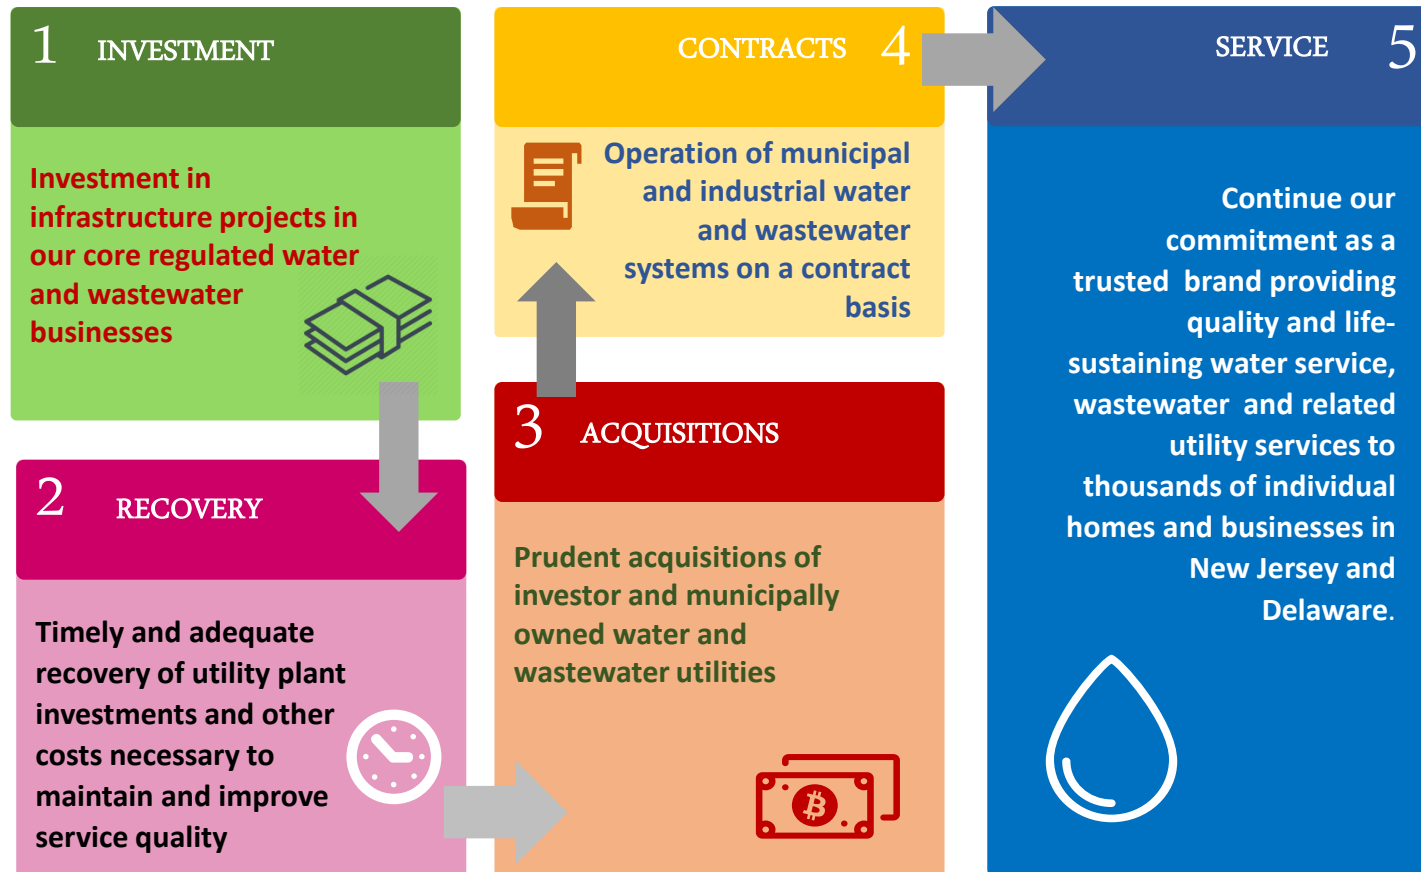 1 INVESTMENT
Investment in
infrastructure projects in
our core regulated water
and wastewater
businesses
2 RECOVERY
Timely and adequate
recovery of utility plant
investments and other
costs necessary to
maintain and improve
service quality
3 ACQUISITIONS
Prudent acquisitions of
investor and municipally
owned water and
wastewater utilities
CONTRACTS 4
Operation of municipal
and industrial water
and wastewater
systems on a contract
basis
SERVICE 5
Continue our
commitment as a
trusted brand providing
quality and life-
sustaining water service,
wastewater and related
utility services to
thousands of individual
homes and businesses in
New Jersey and
Delaware.